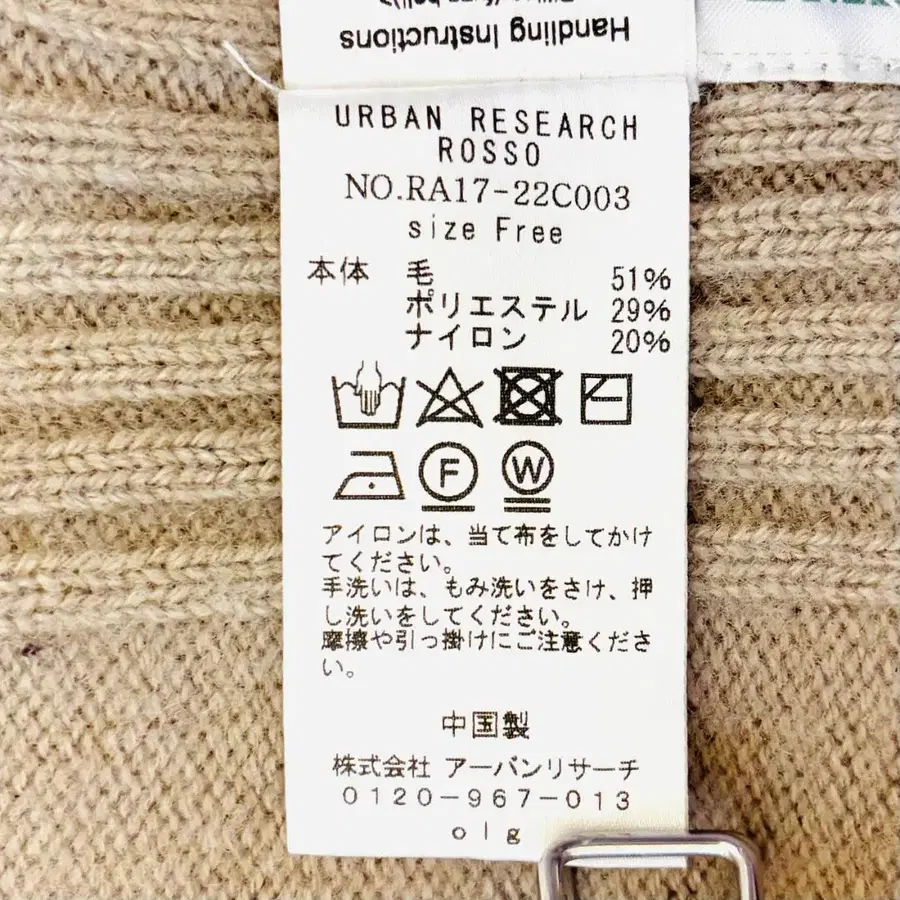 Handling Instructions
URBAN RESEARCH
ROSSO
NO.RA17-22C003
size Free
本体 毛 51%
ポリエステル 29%
ナイロン 20%
F W
アイロンは、当て布をしてかけ
てください。
手洗いは、もみ洗いをさけ、押
し洗いをしてください。
摩擦や引っ掛けにご注意くださ
い。
中国製
株式会社 アーバンリサーチ
0120-967-013
olg